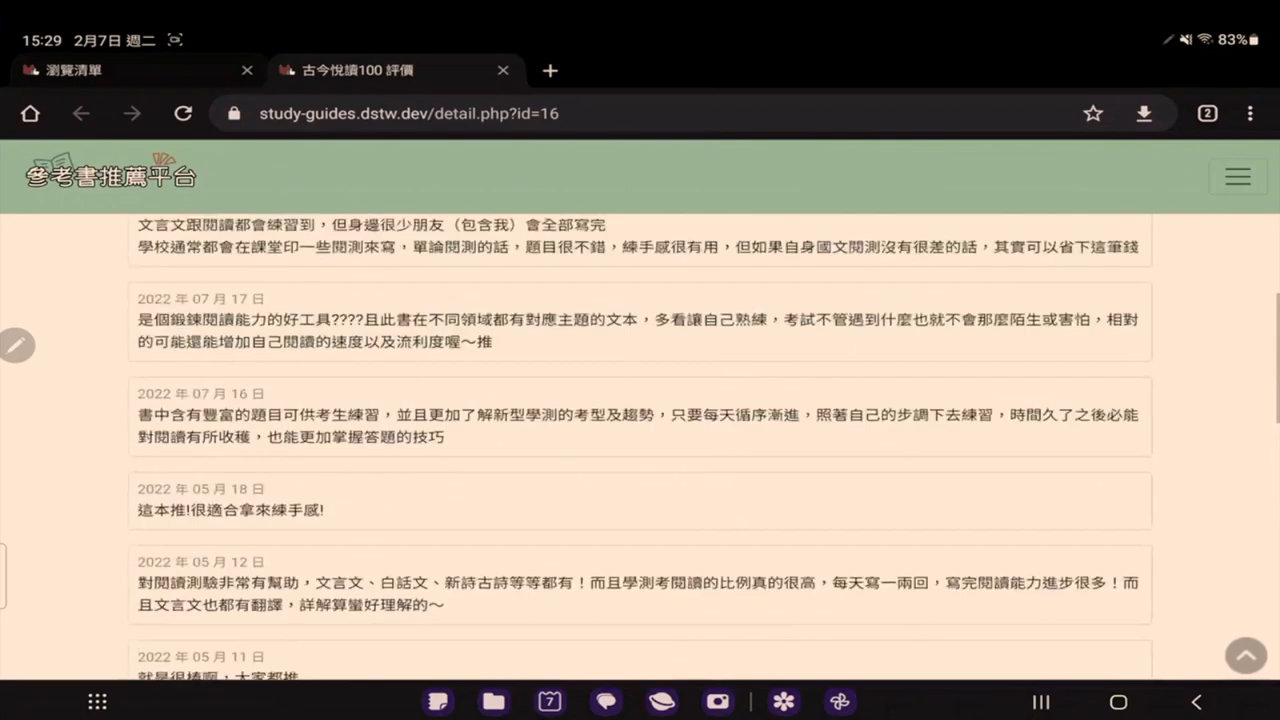 15:29 2月7日 週二
83%
瀏覽清單
古今悅讀100 評價
study-guides.dstw.dev/detail.php?id=16
2
參考書推薦平台
文言文跟閱讀都會練習到，但身邊很少朋友（包含我）會全部寫完
學校通常都會在課堂印一些閱測來寫，單論閱測的話，題目很不錯，練手感很有用，但如果自身國文閱測沒有很差的話，其實可以省下這筆錢
2022 年 07 月 17 日
是個鍛鍊閱讀能力的好工具????且此書在不同領域都有對應主題的文本，多看讓自己熟練，考試不管遇到什麼也就不會那麼陌生或害怕，相對
的可能還能增加自己閱讀的速度以及流利度喔～推
2022 年 07 月 16 日
書中含有豐富的題目可供考生練習，並且更加了解新型學測的考型及趨勢，只要每天循序漸進，照著自己的步調下去練習，時間久了之後必能
對閱讀有所收穫，也能更加掌握答題的技巧
2022 年 05 月 18 日
這本推!很適合拿來練手感!
2022 年 05 月 12 日
對閱讀測驗非常有幫助，文言文、白話文、新詩古詩等等都有！而且學測考閱讀的比例真的很高，每天寫一兩回，寫完閱讀能力進步很多！而
且文言文也都有翻譯，詳解算蠻好理解的～
2022 年 05 月 11 日
就是很棒啊，大家都推
7